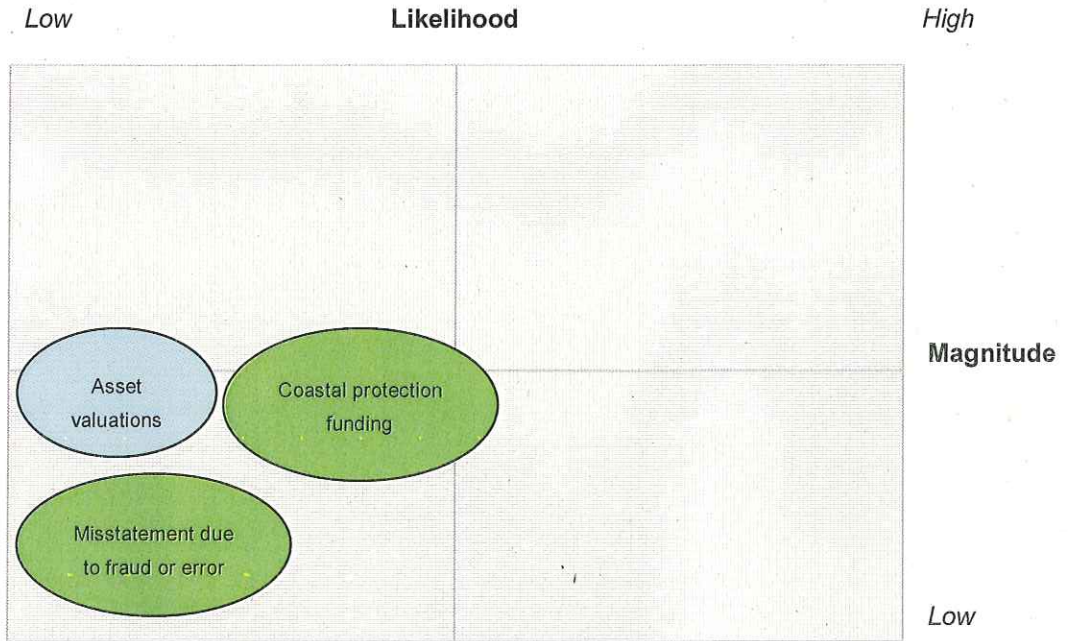 Low
Likelihood
High
Magnitude
Asset
valuations
Coastal protection
funding
Misstatement due
to fraud or error
Low